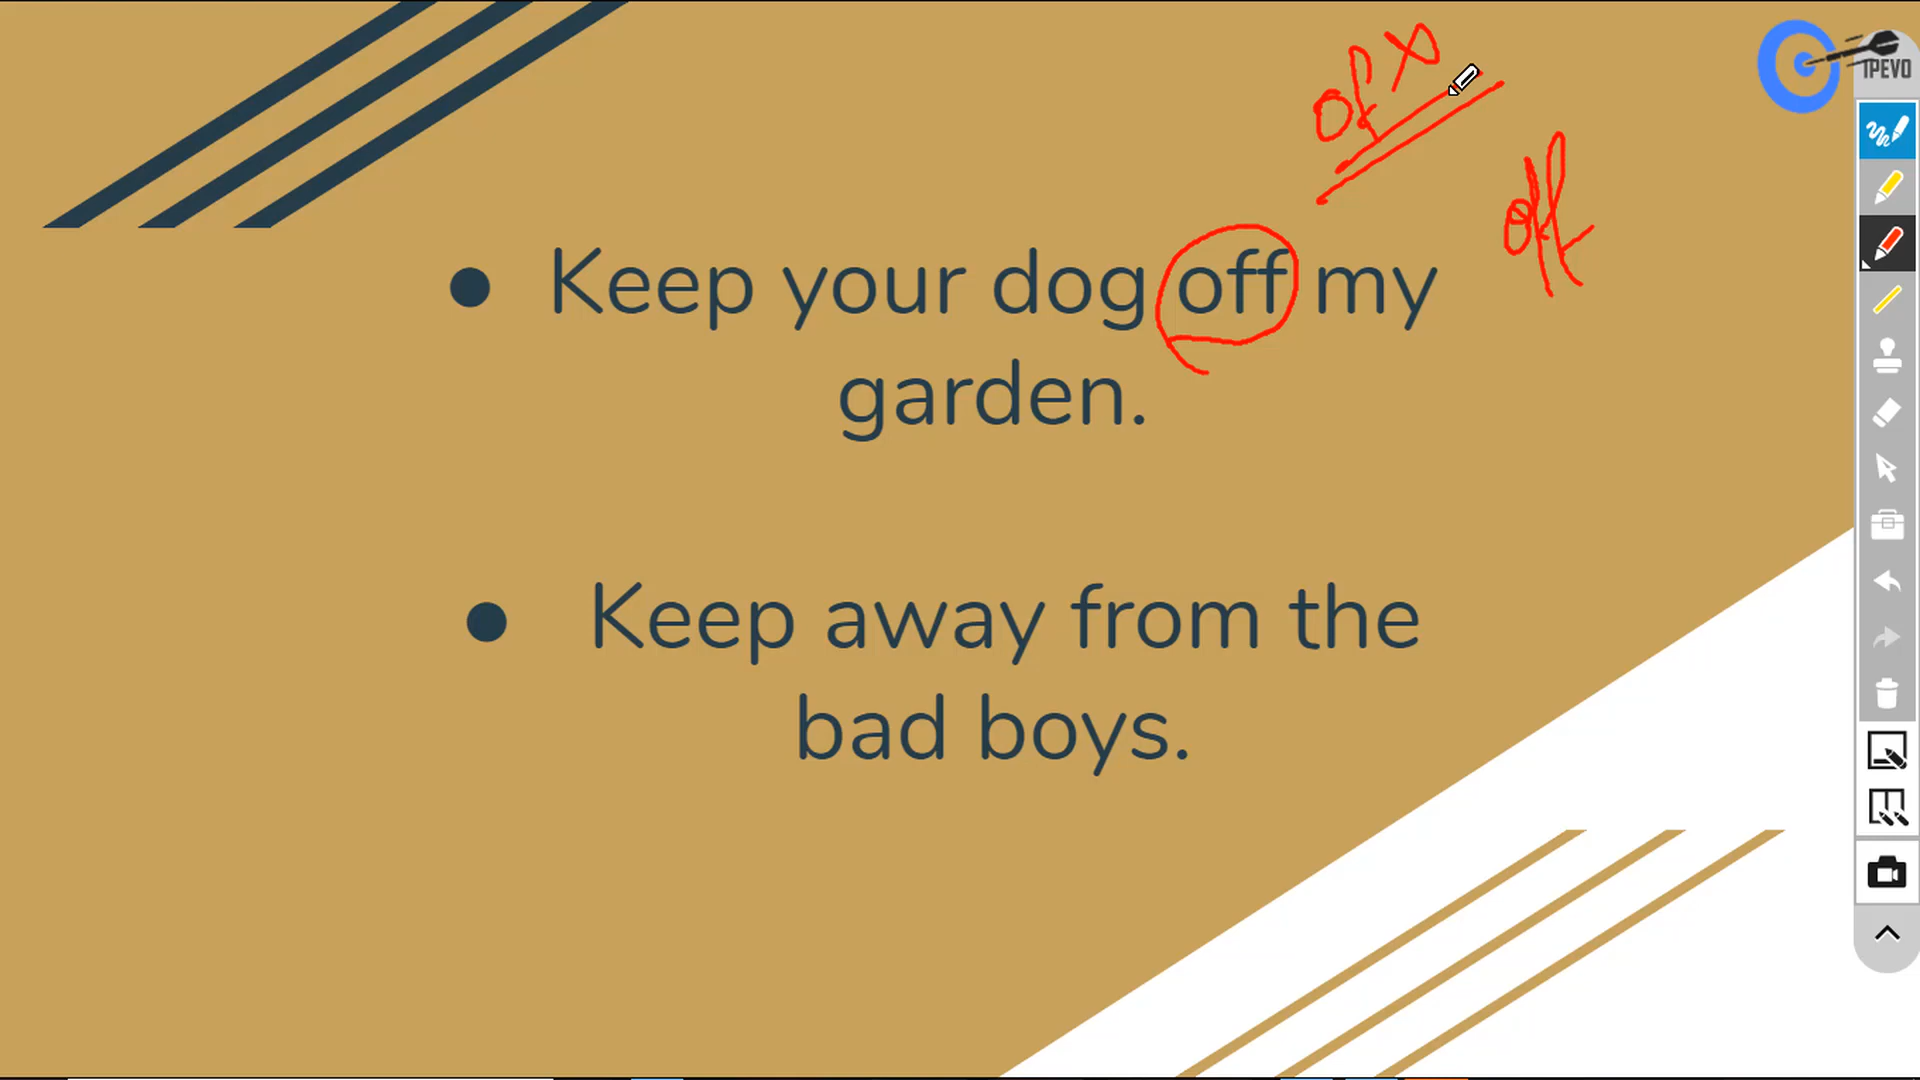 of x
off
IPEVO
● Keep your dog off my
garden.
● Keep away from the
bad boys.